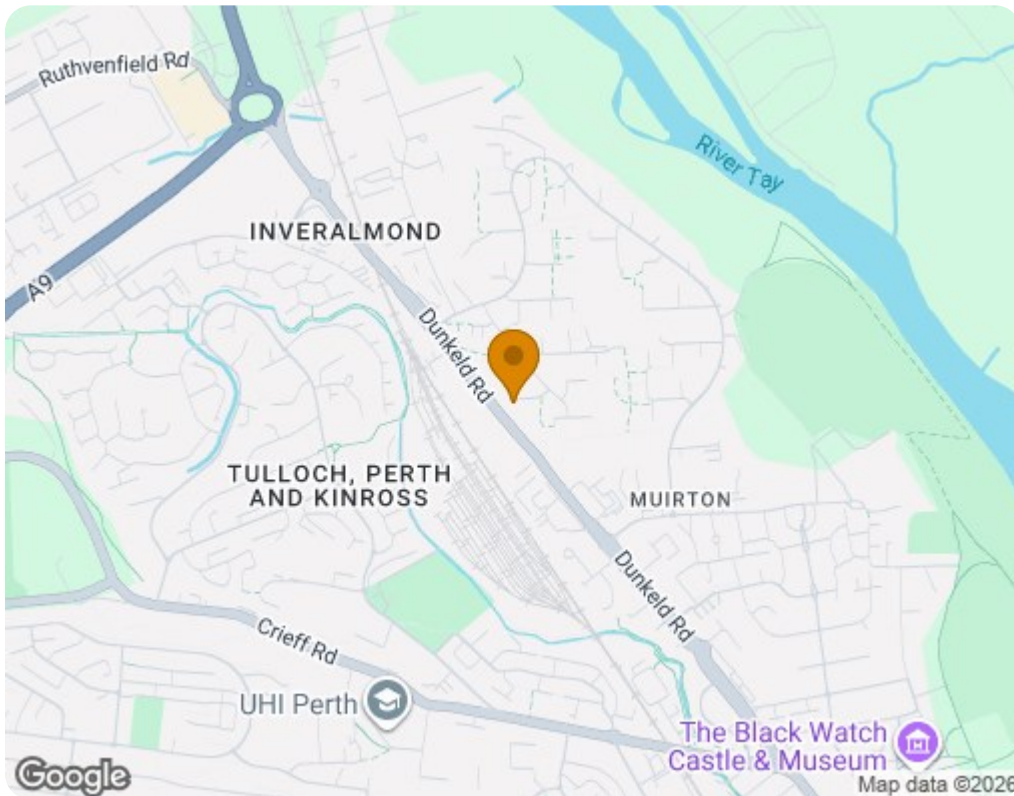 Ruthvenfield Rd
River Tay
INVERALMOND
A9
Dunkeld Rd
TULLOCH, PERTH
AND KINROSS
MUIRTON
Dunkeld Rd
Crieff Rd
UHI Perth
The Black Watch
Castle & Museum
Google
Map data ©2026